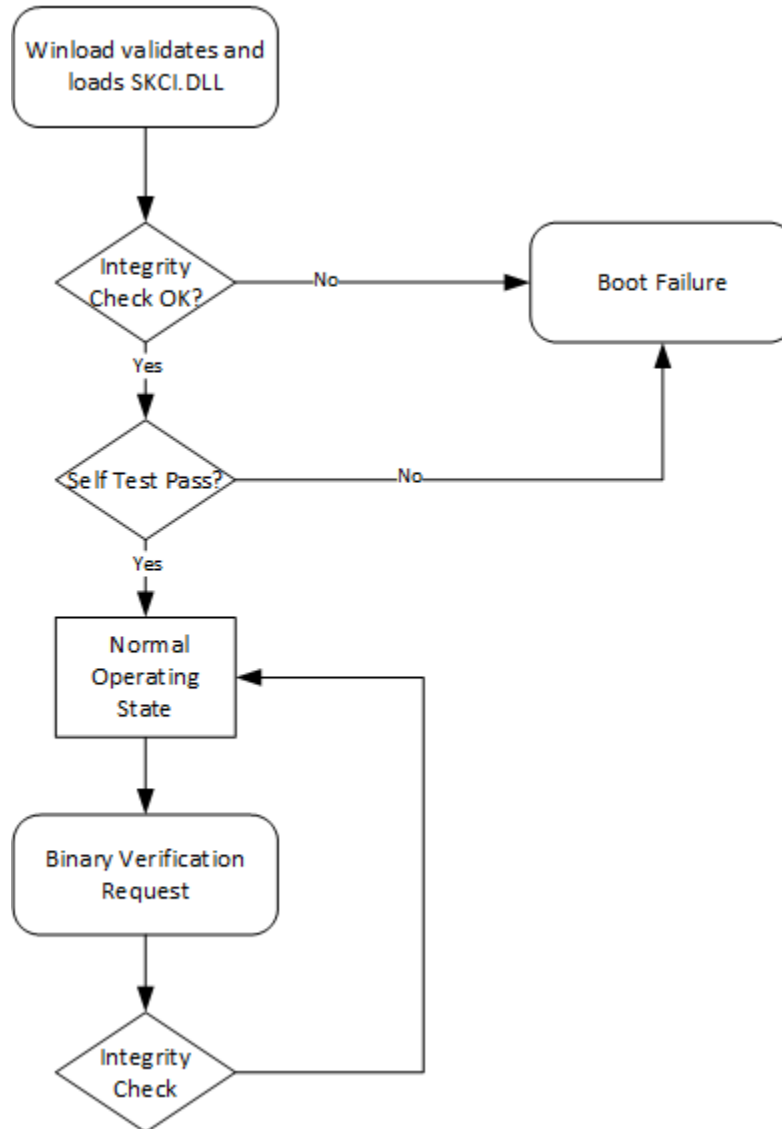 Winload validates and
loads SKCI.DLL
Integrity
Check OK?
No
Boot Failure
Yes
Self Test Pass?
No
Yes
Normal
Operating
State
Binary Verification
Request
Integrity
Check